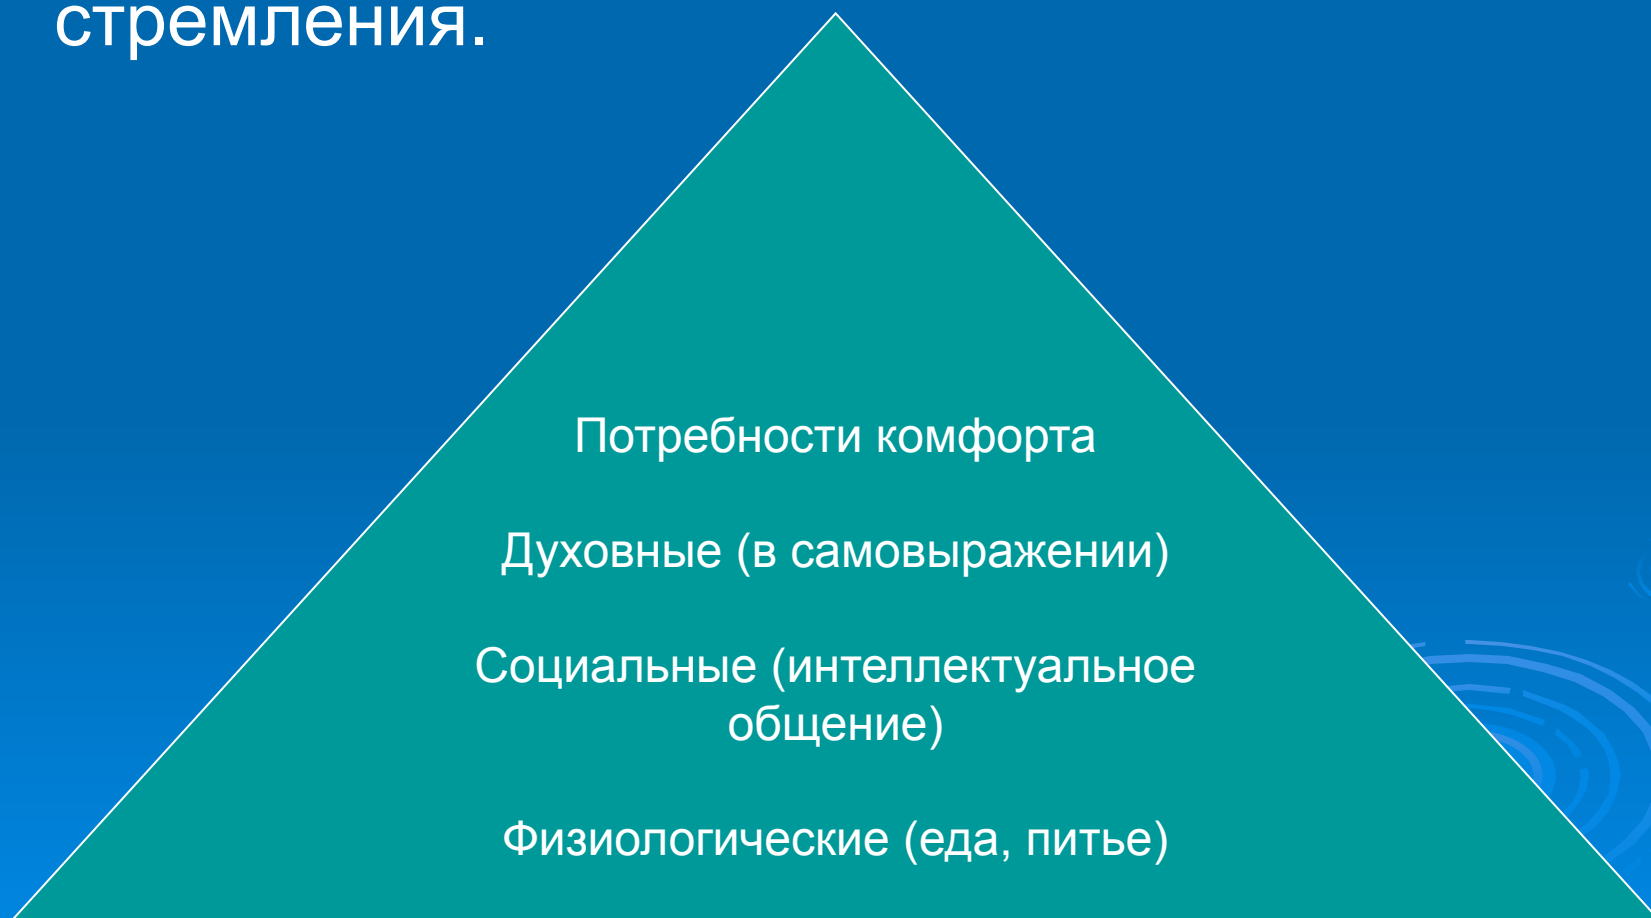 стремления.
Потребности комфорта
Духовные (в самовыражении)
Социальные (интеллектуальное
общение)
Физиологические (еда, питье)